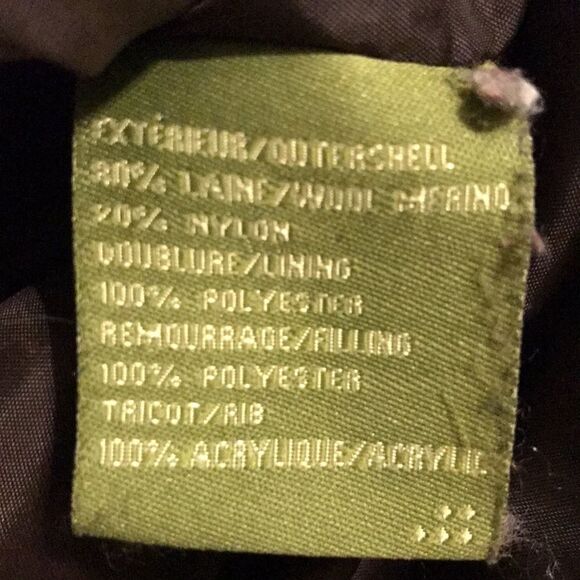 EXTÉRIEUR/OUTERSHELL
80% LAINE/WOOL MERINO
20% NYLON
DOUBLURE/LINING
100% POLYESTER
REMOURRAGE/FILLING
100% POLYESTER
TRICOT/RIB
100% ACRYLIQUE/ACRYLIC